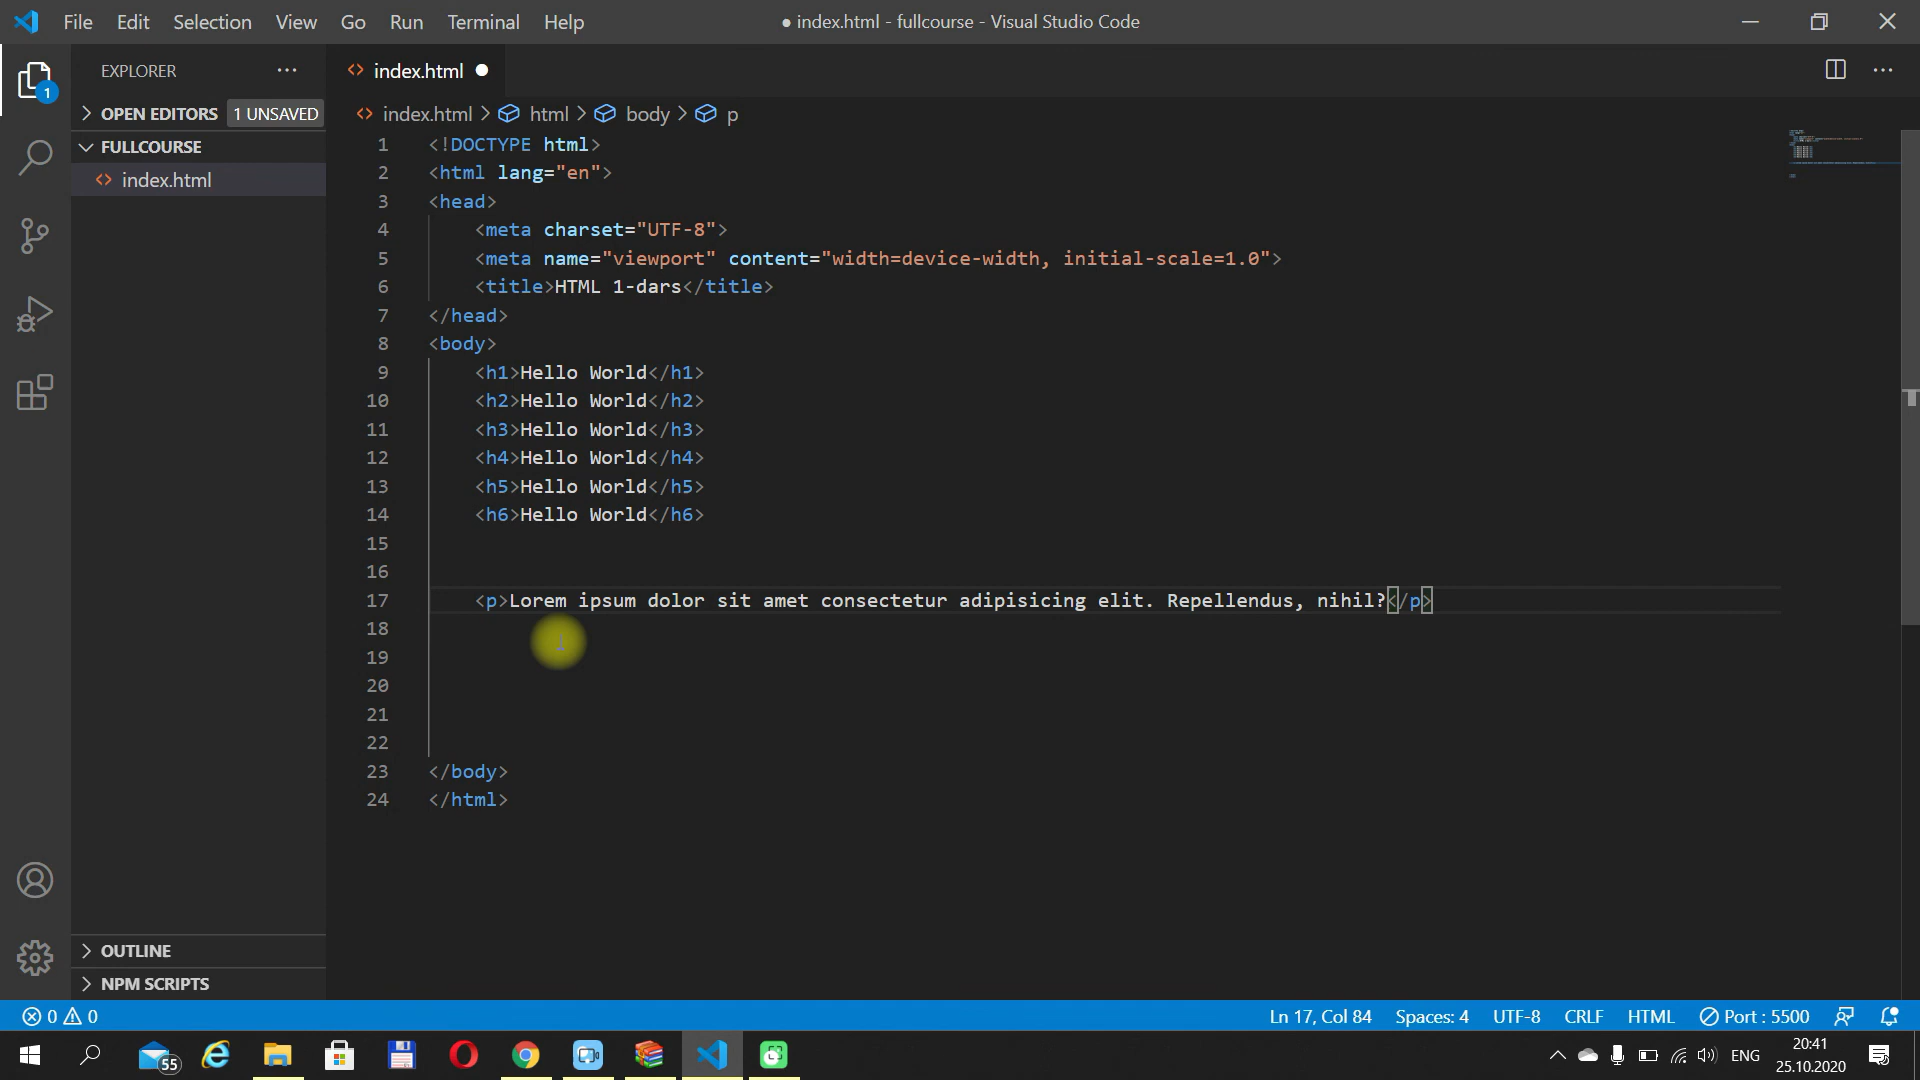 File Edit Selection View Go Run Terminal Help ● index.html - fullcourse - Visual Studio Code
EXPLORER
1
OPEN EDITORS 1 UNSAVED
FULLCOURSE
index.html
OUTLINE
NPM SCRIPTS
index.html
index.html > html > body > p
1 <!DOCTYPE html>
2 <html lang="en">
3 <head>
4 <meta charset="UTF-8">
5 <meta name="viewport" content="width=device-width, initial-scale=1.0">
6 <title>HTML 1-dars</title>
7 </head>
8 <body>
9 <h1>Hello World</h1>
10 <h2>Hello World</h2>
11 <h3>Hello World</h3>
12 <h4>Hello World</h4>
13 <h5>Hello World</h5>
14 <h6>Hello World</h6>
15
16
17 <p>Lorem ipsum dolor sit amet consectetur adipisicing elit. Repellendus, nihil?</p>
18
19
20
21
22
23 </body>
24 </html>
0 0 Ln 17, Col 84 Spaces: 4 UTF-8 CRLF HTML Port : 5500
55 ENG 20:41
25.10.2020